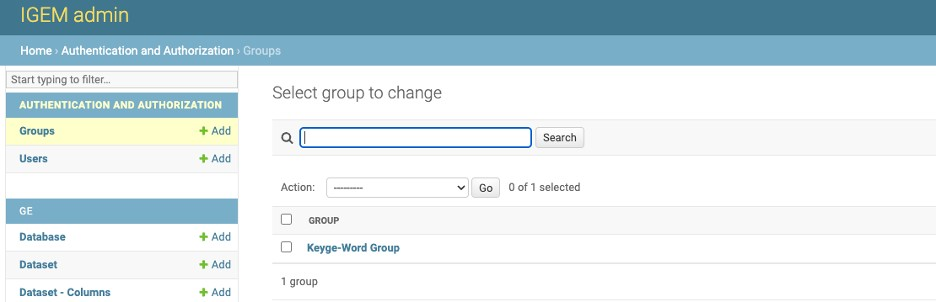 IGEM admin
Home › Authentication and Authorization › Groups
Start typing to filter...
AUTHENTICATION AND AUTHORIZATION
Groups + Add
Users + Add
GE
Database + Add
Dataset + Add
Dataset - Columns + Add
Select group to change
Search
Action: --------- Go 0 of 1 selected
GROUP
Keyge-Word Group
1 group